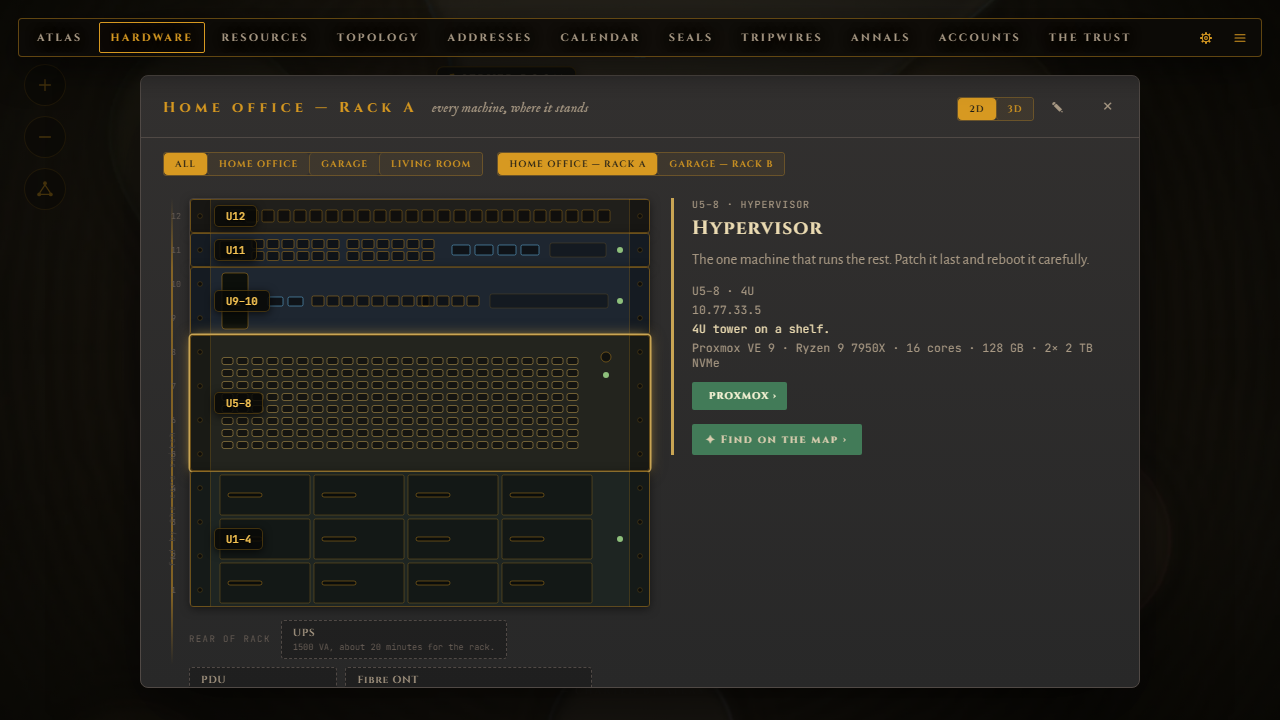 ATLAS HARDWARE RESOURCES TOPOLOGY ADDRESSES CALENDAR SEALS TRIPWIRES ANNALS ACCOUNTS THE TRUST
Home office — Rack A every machine, where it stands 2D 3D
ALL HOME OFFICE GARAGE LIVING ROOM HOME OFFICE — RACK A GARAGE — RACK B
12 U12
11 U11
10
U9–10
9
8
7
U5–8
U1–4
1
REAR OF RACK
UPS
1500 VA, about 20 minutes for the rack.
PDU
Fibre ONT
U5–8 · HYPERVISOR
Hypervisor
The one machine that runs the rest. Patch it last and reboot it carefully.
U5–8 · 4U
10.77.33.5
4U tower on a shelf.
Proxmox VE 9 · Ryzen 9 7950X · 16 cores · 128 GB · 2× 2 TB
NVMe
PROXMOX ›
✦ Find on the map ›